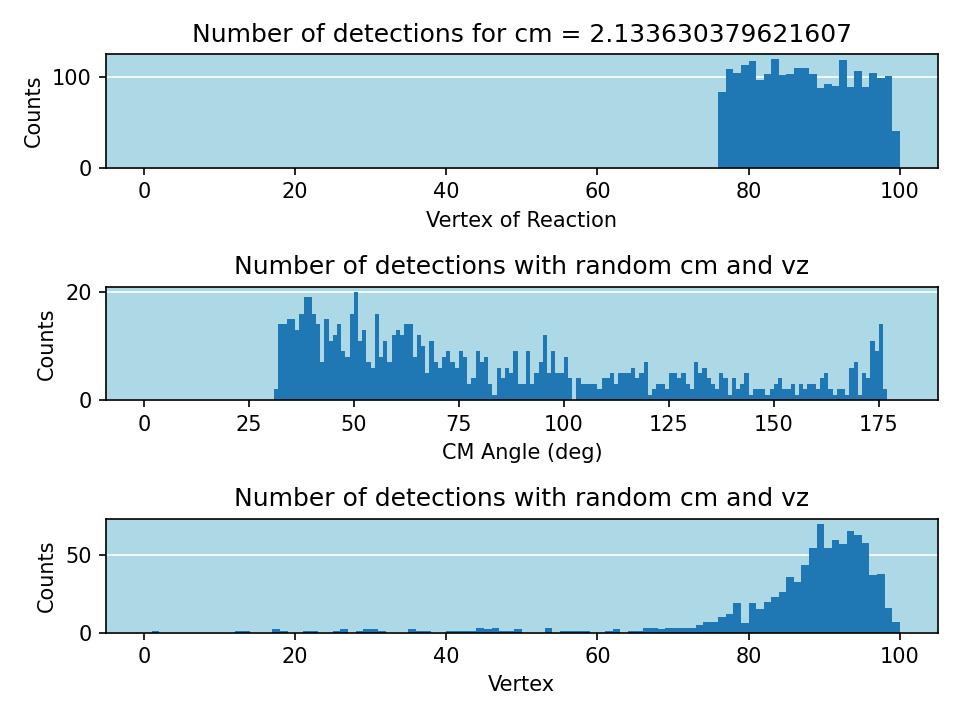 Number of detections for cm = 2.133630379621607
Counts
100
0
0 20 40 60 80 100
Vertex of Reaction
Number of detections with random cm and vz
Counts
20
0
0 25 50 75 100 125 150 175
CM Angle (deg)
Number of detections with random cm and vz
Counts
50
0
0 20 40 60 80 100
Vertex